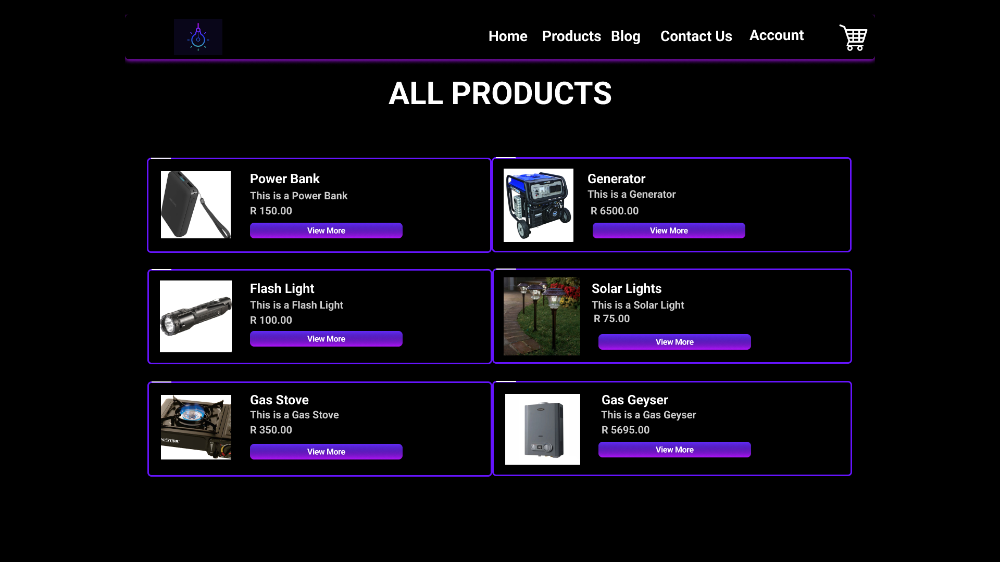 Home Products Blog Contact Us Account
ALL PRODUCTS
Power Bank
This is a Power Bank
R 150.00
View More
Generator
This is a Generator
R 6500.00
View More
Flash Light
This is a Flash Light
R 100.00
View More
Solar Lights
This is a Solar Light
R 75.00
View More
Gas Stove
This is a Gas Stove
R 350.00
View More
Gas Geyser
This is a Gas Geyser
R 5695.00
View More